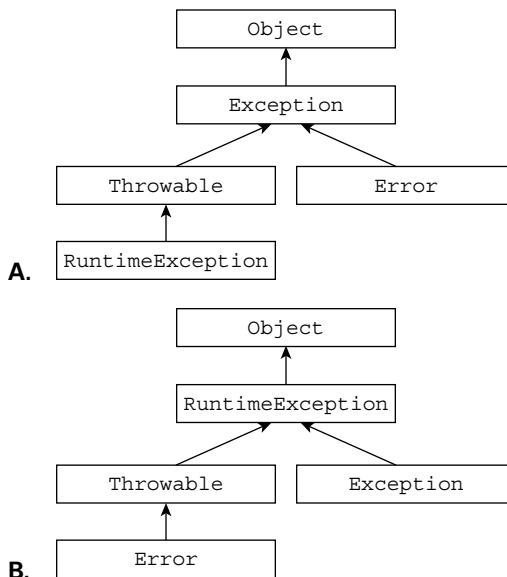 Object
Exception
Throwable Error
A. RuntimeException
Object
RuntimeException
Throwable Exception
B. Error